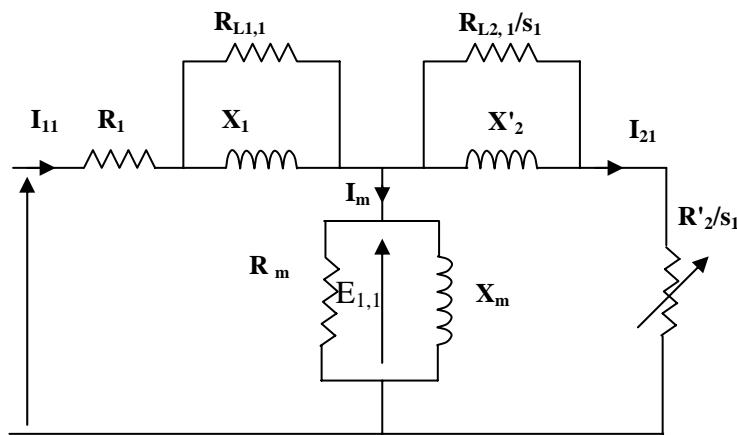 R_{L1,1}
R_{L2, 1}/s_1
I_{11}
R_1
X_1
X'_2
I_{21}
I_m
R'_2/s_1
R_m
E_{1,1}
X_m